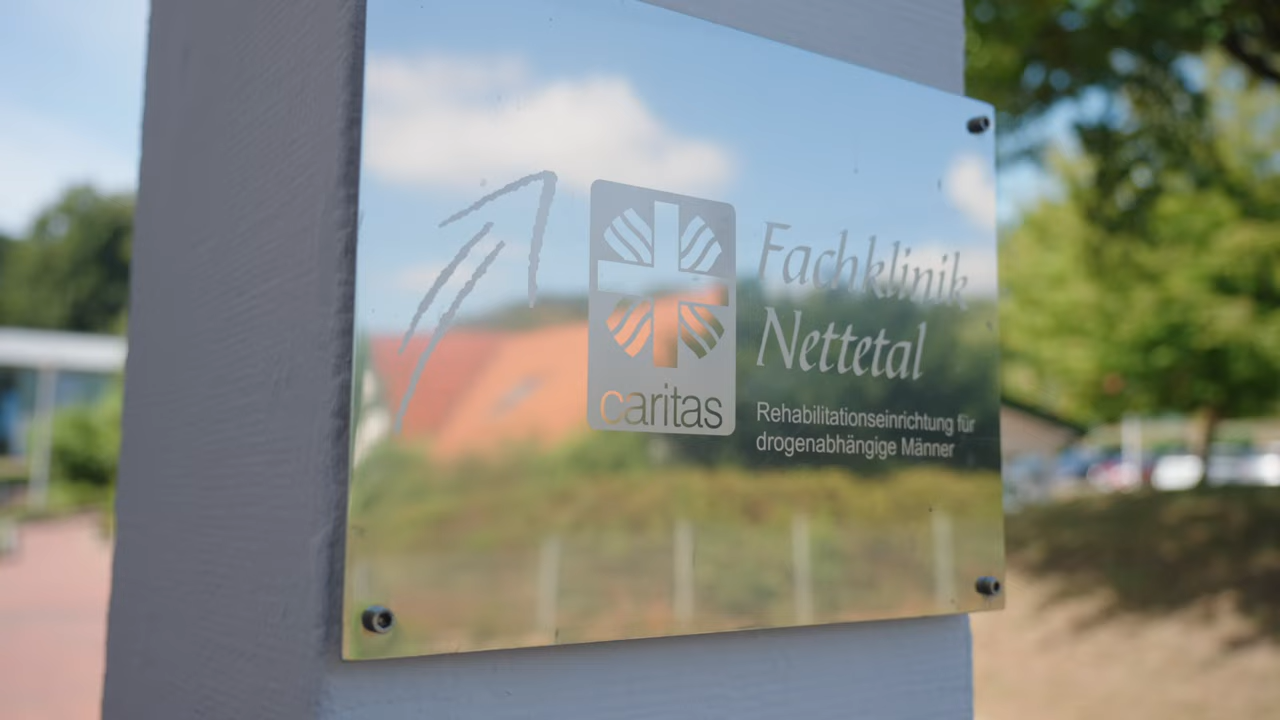 caritas
Fachklinik
Nettetal
Rehabilitationseinrichtung für
drogenabhängige Männer